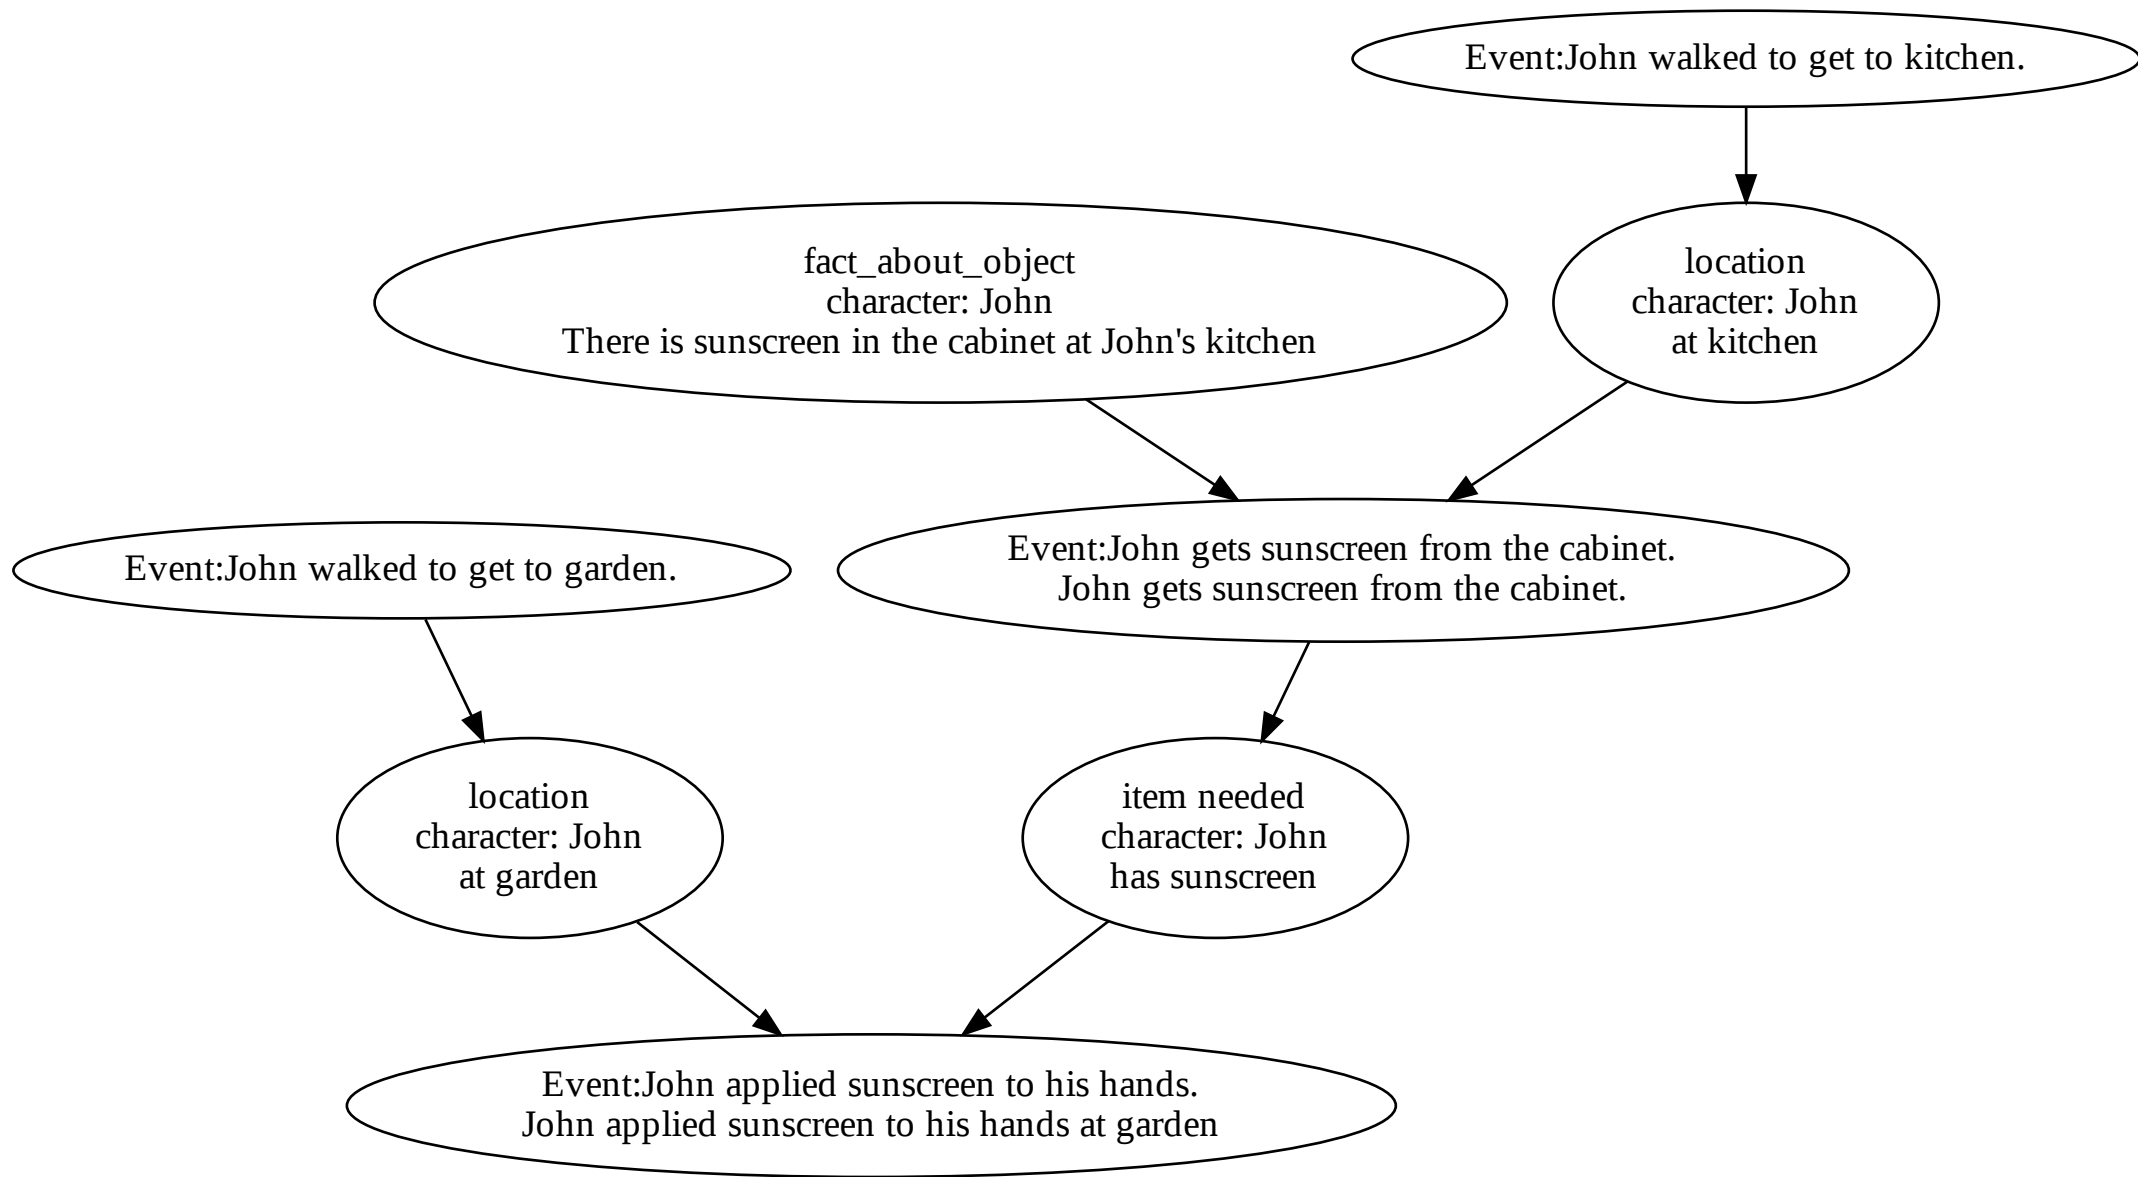 Event:John walked to get to kitchen.
fact_about_object
character: John
There is sunscreen in the cabinet at John's kitchen
location
character: John
at kitchen
Event:John walked to get to garden.
Event:John gets sunscreen from the cabinet.
John gets sunscreen from the cabinet.
location
character: John
at garden
item needed
character: John
has sunscreen
Event:John applied sunscreen to his hands.
John applied sunscreen to his hands at garden